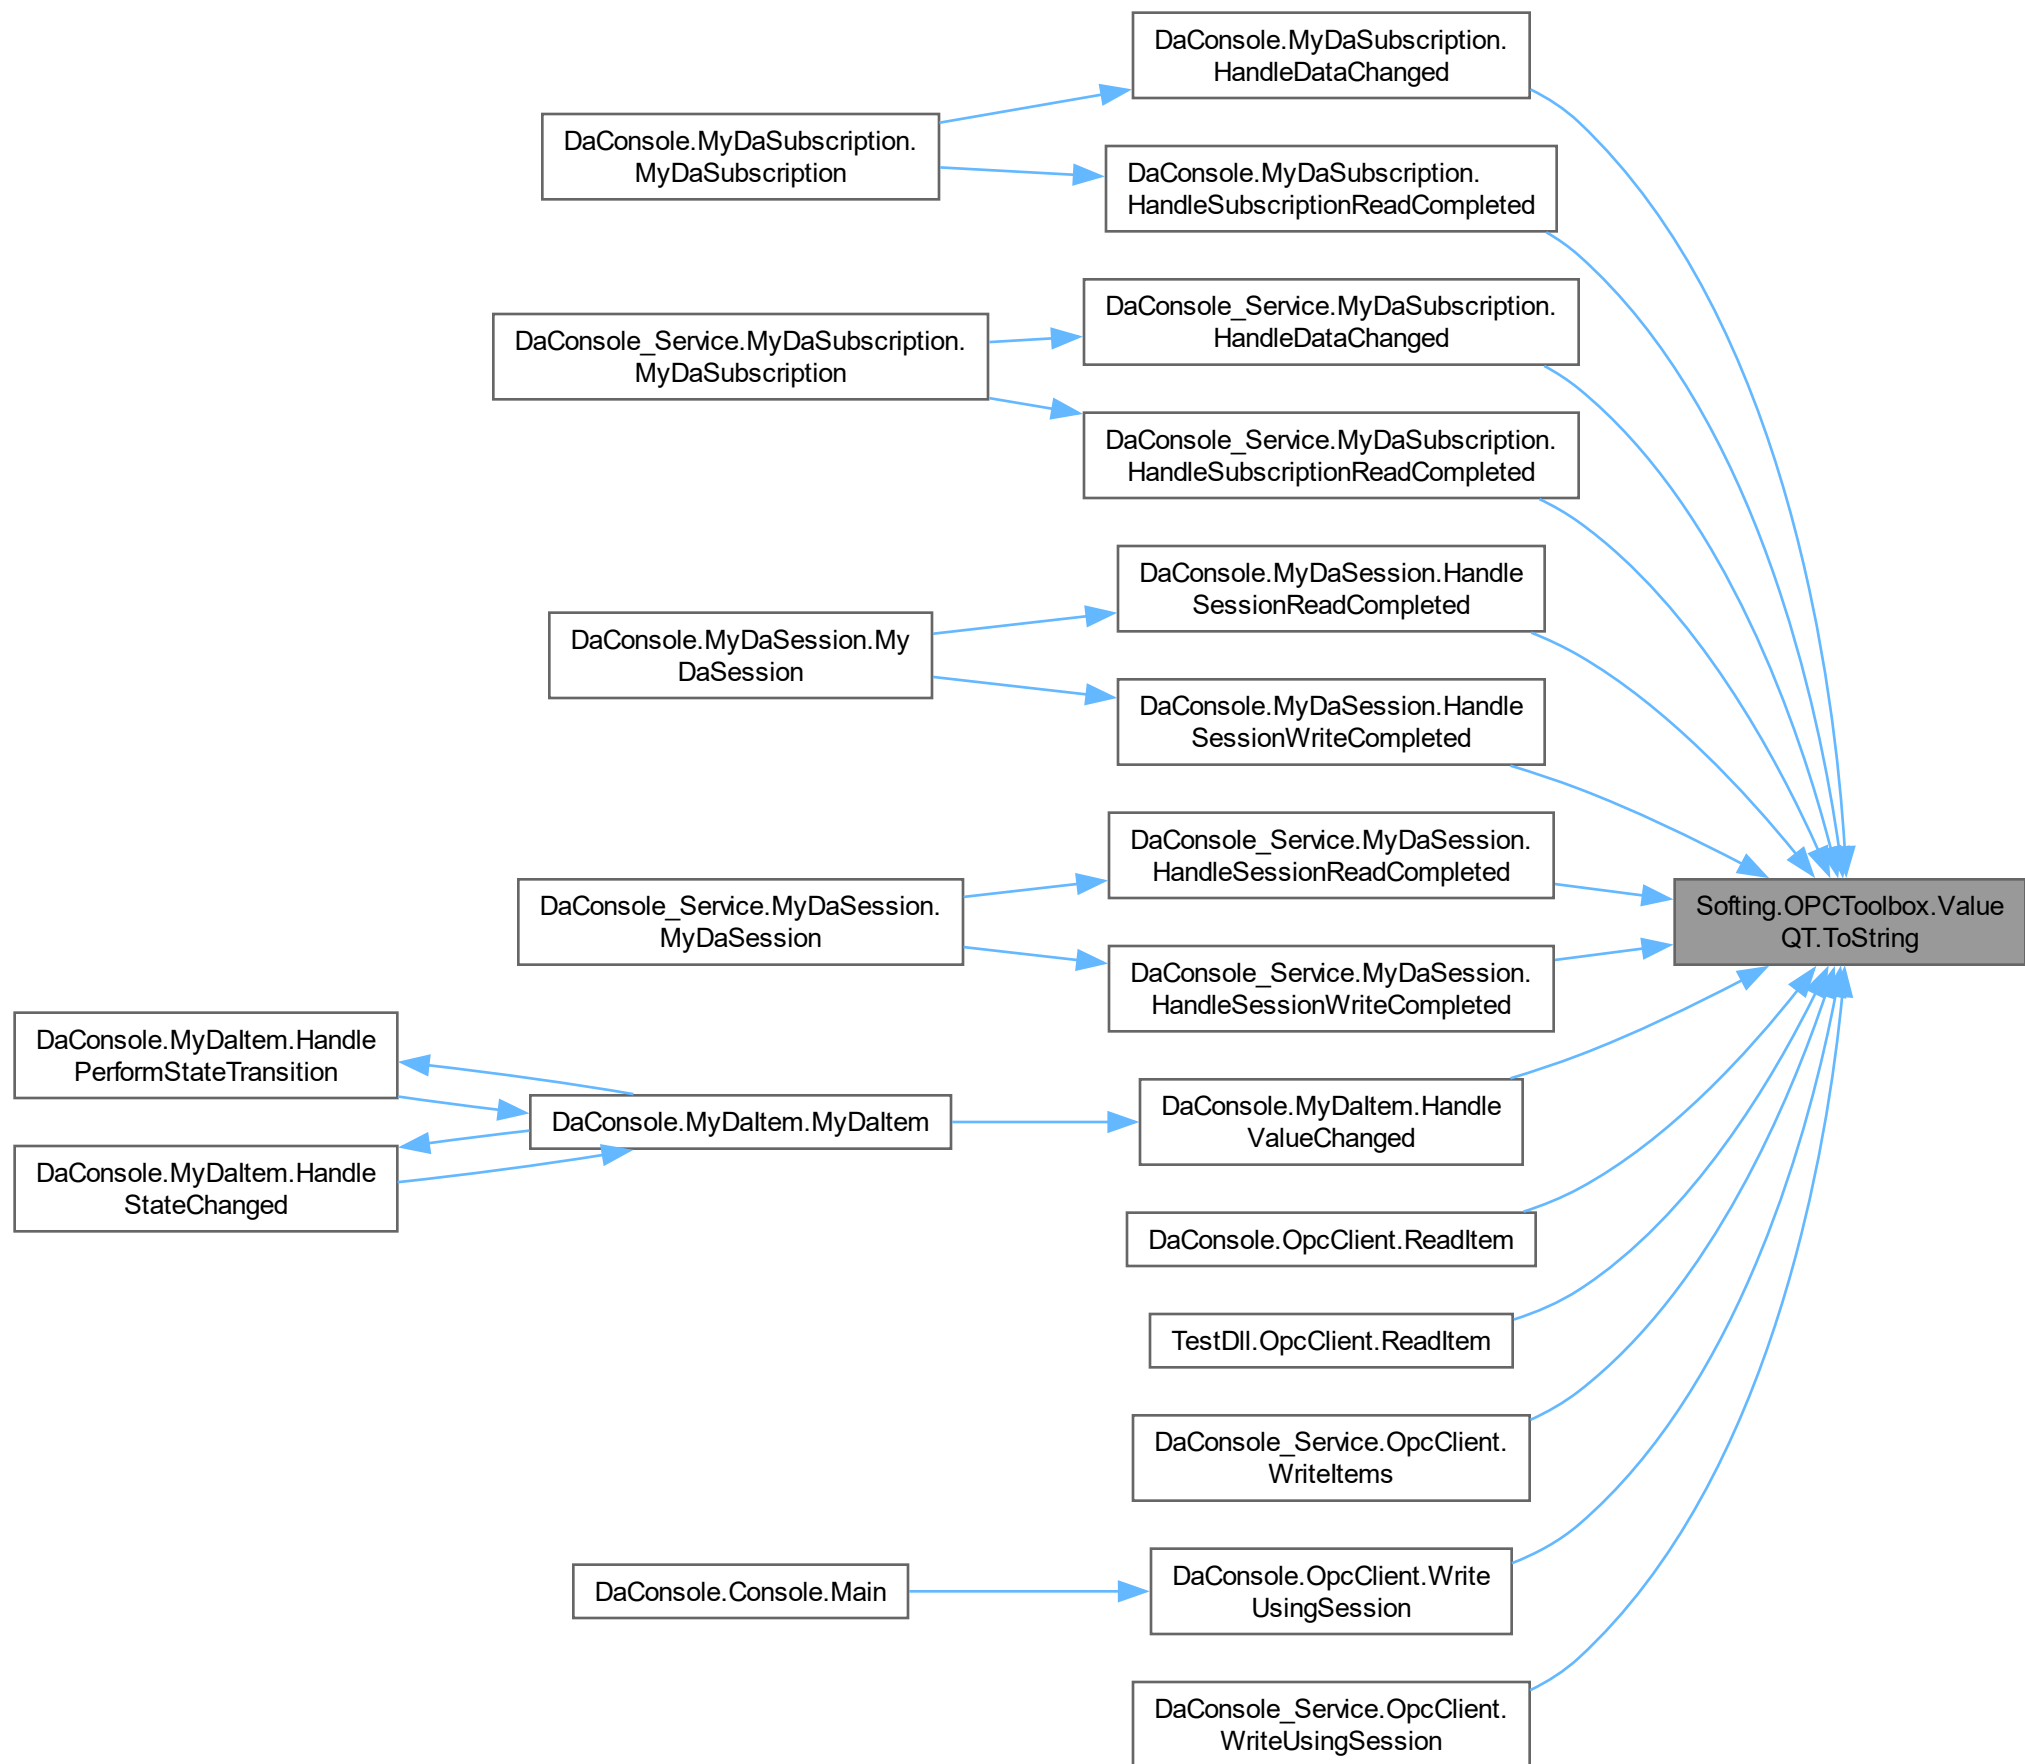 DaConsole.MyDaSubscription.
HandleDataChanged
DaConsole.MyDaSubscription.
MyDaSubscription
DaConsole.MyDaSubscription.
HandleSubscriptionReadCompleted
DaConsole_Service.MyDaSubscription.
HandleDataChanged
DaConsole_Service.MyDaSubscription.
MyDaSubscription
DaConsole_Service.MyDaSubscription.
HandleSubscriptionReadCompleted
DaConsole.MyDaSession.Handle
SessionReadCompleted
DaConsole.MyDaSession.My
DaSession
DaConsole.MyDaSession.Handle
SessionWriteCompleted
DaConsole_Service.MyDaSession.
HandleSessionReadCompleted
DaConsole_Service.MyDaSession.
MyDaSession
Softing.OPCToolbox.Value
QT.ToString
DaConsole_Service.MyDaSession.
HandleSessionWriteCompleted
DaConsole.MyDaItem.Handle
PerformStateTransition
DaConsole.MyDaItem.MyDaItem
DaConsole.MyDaItem.Handle
ValueChanged
DaConsole.MyDaItem.Handle
StateChanged
DaConsole.OpcClient.ReadItem
TestDll.OpcClient.ReadItem
DaConsole_Service.OpcClient.
WriteItems
DaConsole.Console.Main
DaConsole.OpcClient.Write
UsingSession
DaConsole_Service.OpcClient.
WriteUsingSession